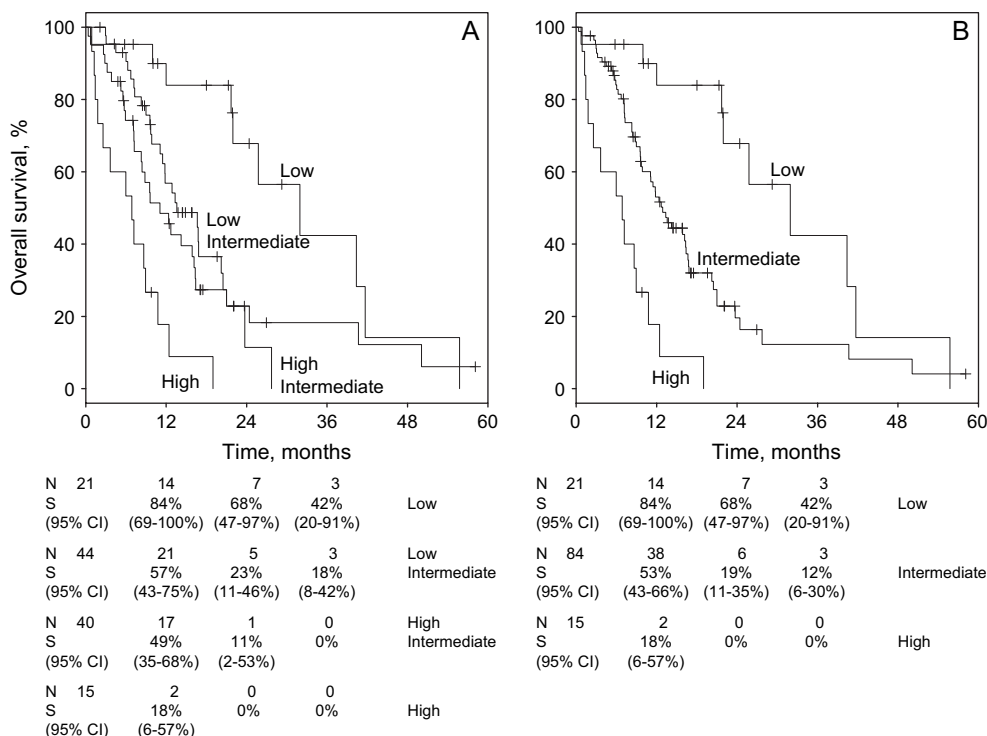 Overall survival, %
100
80
60
40
20
0
A
Low
Low
Intermediate
High
Intermediate
High
0 12 24 36 48 60
Time, months
N 21 14 7 3
S 84% 68% 42% Low
(95% CI) (69-100%) (47-97%) (20-91%)
N 44 21 5 3 Low
S 57% 23% 18% Intermediate
(95% CI) (43-75%) (11-46%) (8-42%)
N 40 17 1 0 High
S 49% 11% 0% Intermediate
(95% CI) (35-68%) (2-53%)
N 15 2 0 0
S 18% 0% 0% High
(95% CI) (6-57%)
100
80
60
40
20
0
B
Low
Intermediate
High
0 12 24 36 48 60
Time, months
N 21 14 7 3
S 84% 68% 42% Low
(95% CI) (69-100%) (47-97%) (20-91%)
N 84 38 6 3
S 53% 19% 12% Intermediate
(95% CI) (43-66%) (11-35%) (6-30%)
N 15 2 0 0
S 18% 0% 0% High
(95% CI) (6-57%)